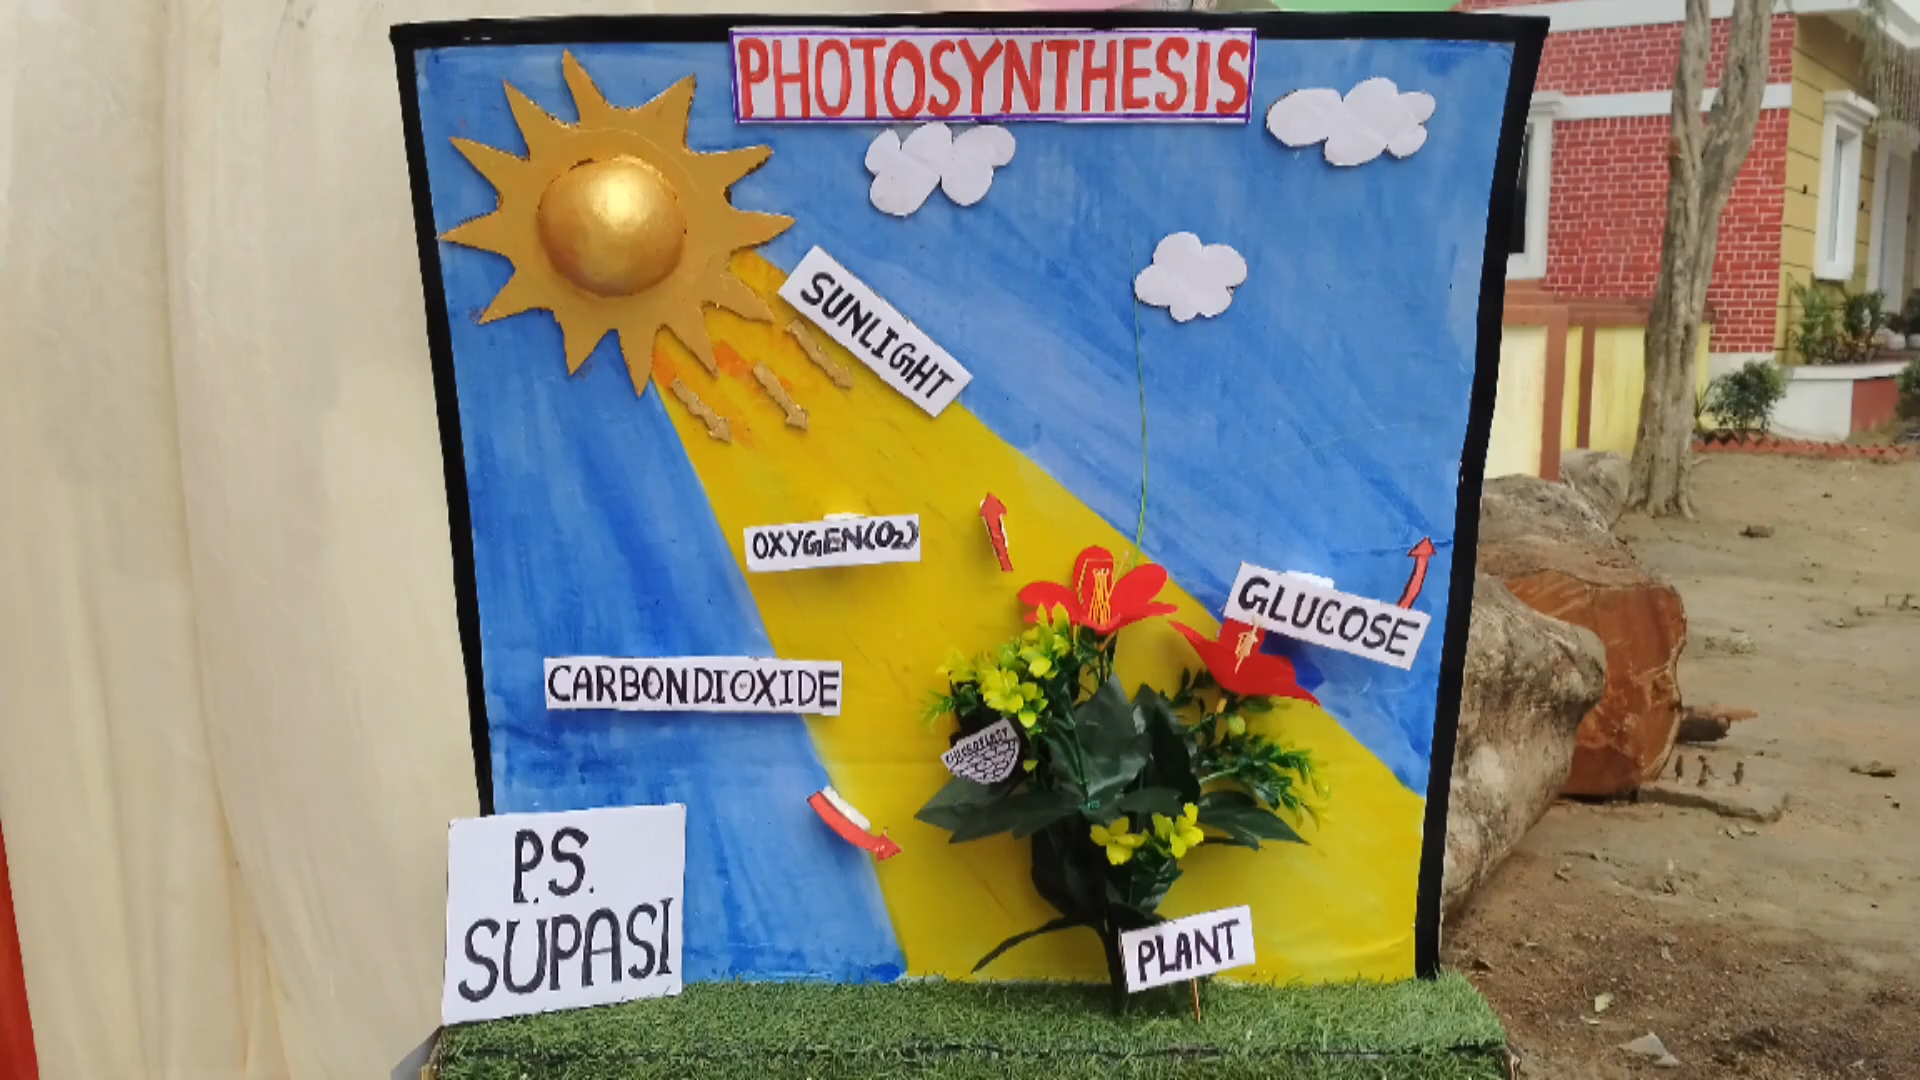 PHOTOSYNTHESIS
SUNLIGHT
OXYGEN(O2)
GLUCOSE
CARBONDIOXIDE
P.S.
SUPASI
PLANT